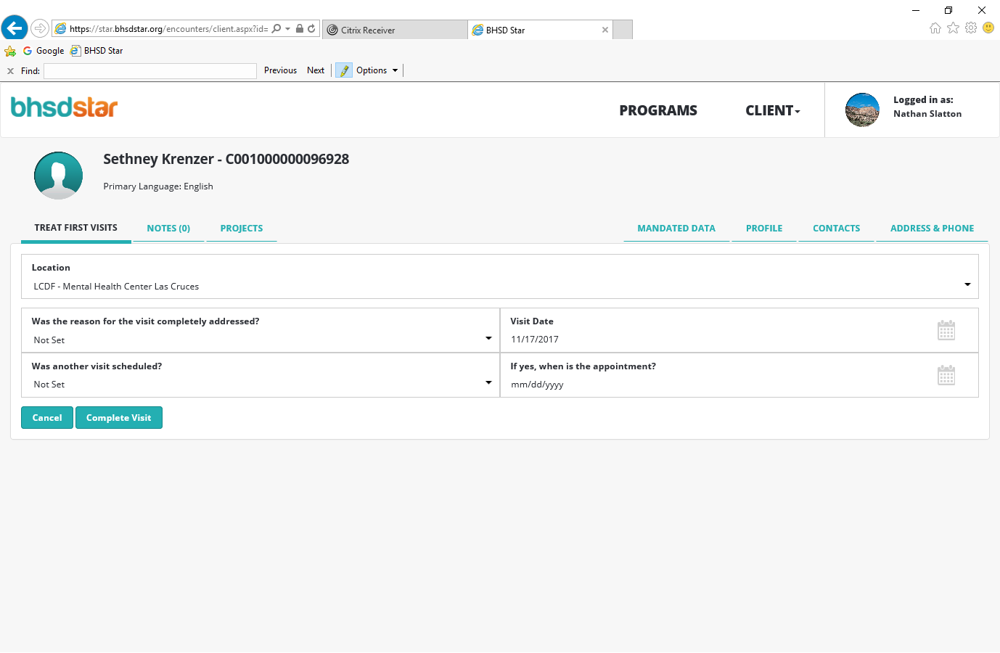 https://star.bhsdstar.org/encounters/client.aspx?id=
Citrix Receiver
BHSD Star
Google
BHSD Star
Find:
Previous
Next
Options
bhsdstar
PROGRAMS
CLIENT
Logged in as:
Nathan Slatton
Sethney Krenzer - C001000000096928
Primary Language: English
TREAT FIRST VISITS
NOTES (0)
PROJECTS
MANDATED DATA
PROFILE
CONTACTS
ADDRESS & PHONE
Location
LCDF - Mental Health Center Las Cruces
Was the reason for the visit completely addressed?
Not Set
Visit Date
11/17/2017
Was another visit scheduled?
Not Set
If yes, when is the appointment?
mm/dd/yyyy
Cancel
Complete Visit